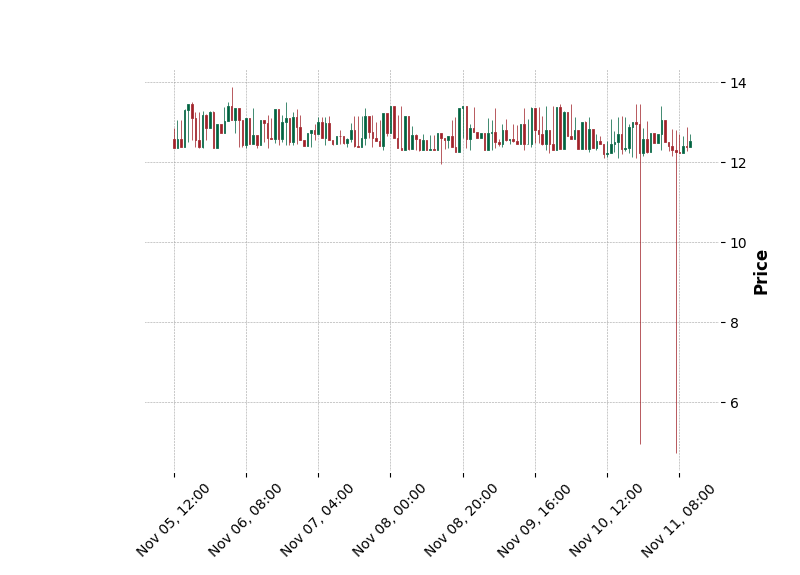 14
12
10
8
6
Price
Nov 05, 12:00
Nov 06, 08:00
Nov 07, 04:00
Nov 08, 00:00
Nov 08, 20:00
Nov 09, 16:00
Nov 10, 12:00
Nov 11, 08:00